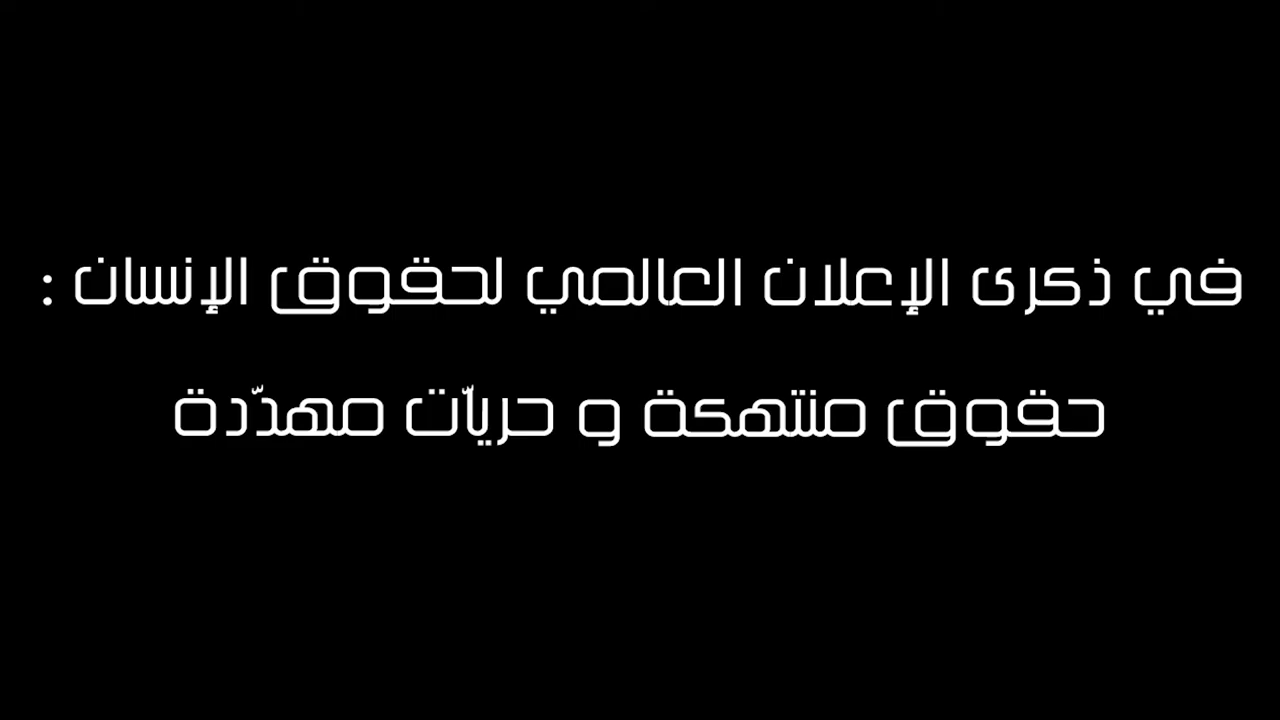 في ذكرى الإعلان العالمي لحقوق الإنسان :
حقوق منتهكة و حريّات مهدّدة